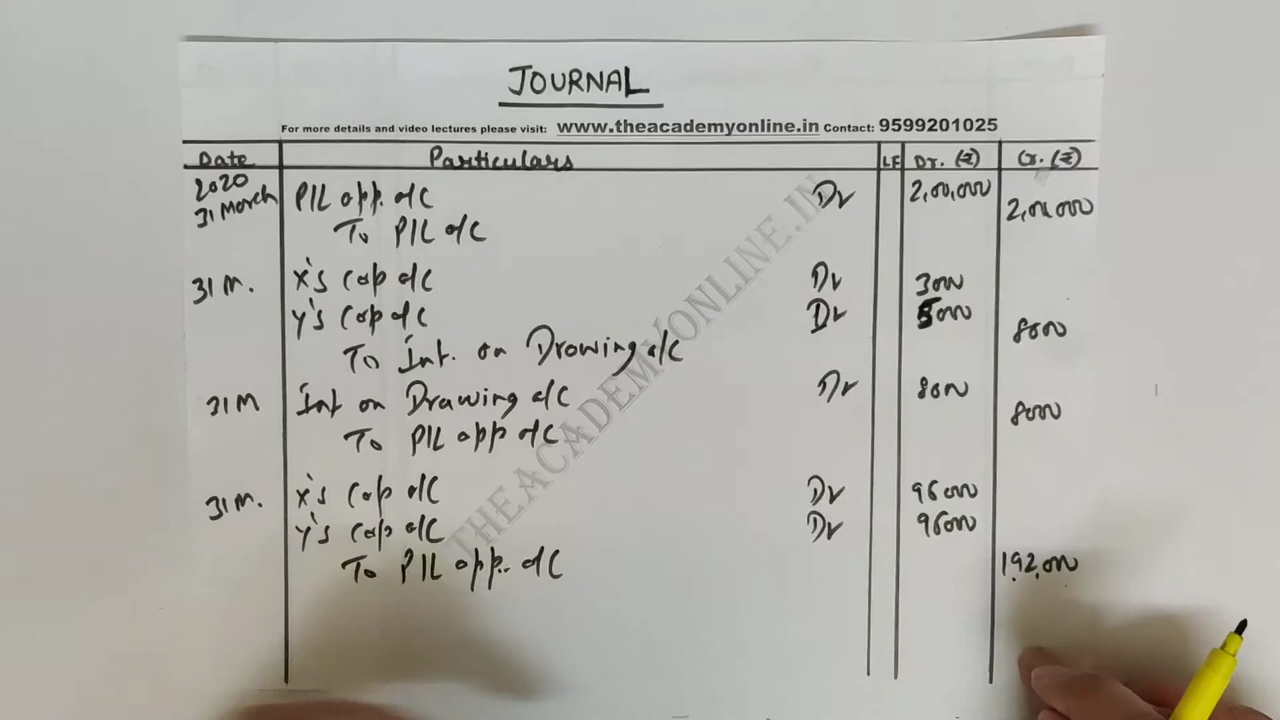 JOURNAL
For more details and video lectures please visit: www.theacademyonline.in Contact: 9599201025
Date Particulars LF Dr. (₹) Cr. (₹)
2020
31 March P/L app. a/c Dr 2,00,000
To P/L a/c 2,00,000
31 M. X's Cap a/c Dr 3000
Y's Cap a/c Dr 5000
To Int. on Drawing a/c 8000
31 M Int on Drawing a/c Dr 8000
To P/L app a/c 8000
31 M. X's Cap a/c Dr 96000
Y's Cap a/c Dr 96000
To P/L app. a/c 192,000
THEACADEMYONLINE.IN